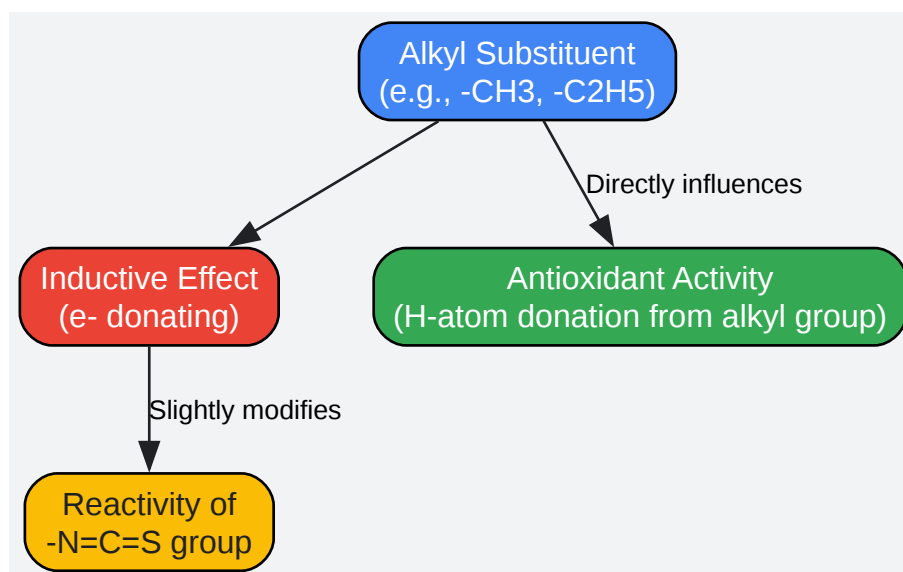 Alkyl Substituent
(e.g., -CH3, -C2H5)
Directly influences
Inductive Effect
(e- donating)
Antioxidant Activity
(H-atom donation from alkyl group)
Slightly modifies
Reactivity of
-N=C=S group